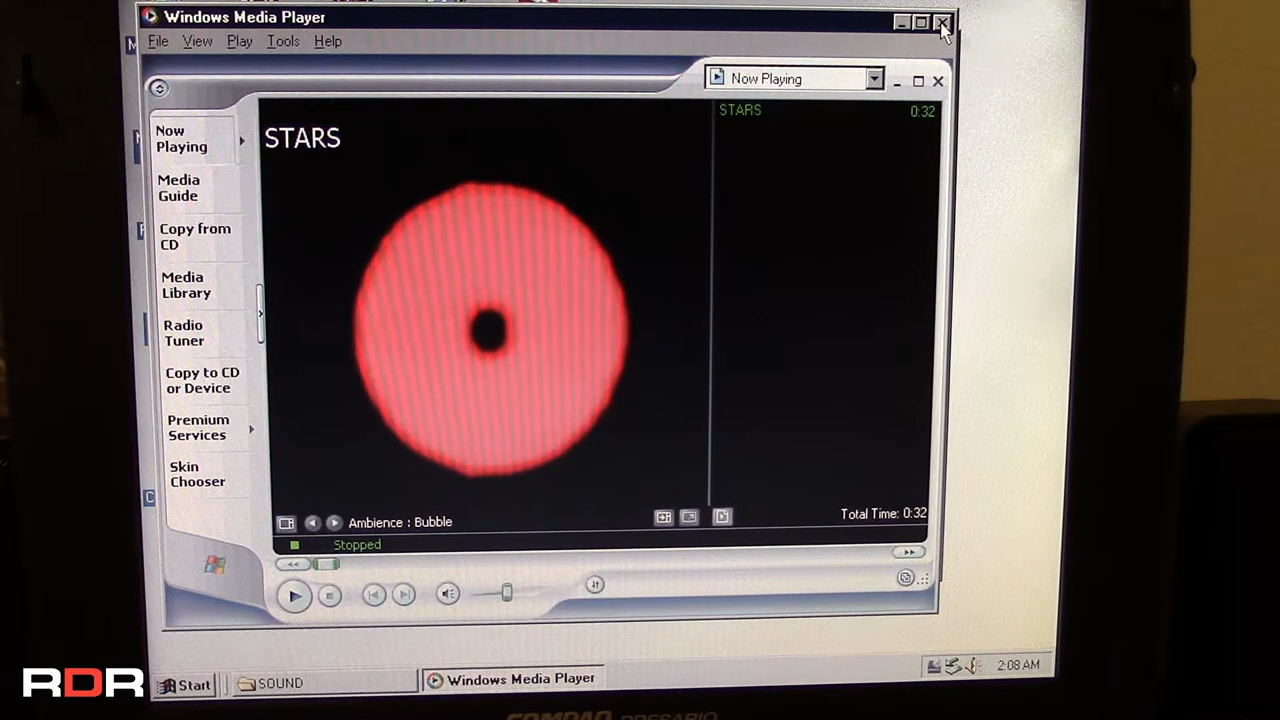 Windows Media Player
File View Play Tools Help
Now Playing
STARS
STARS 0:32
Now
Playing
Media
Guide
Copy from
CD
Media
Library
Radio
Tuner
Copy to CD
or Device
Premium
Services
Skin
Chooser
Ambience : Bubble
Total Time: 0:32
Stopped
RDR
Start
SOUND
Windows Media Player
2:08 AM
COMPAQ PRESARIO